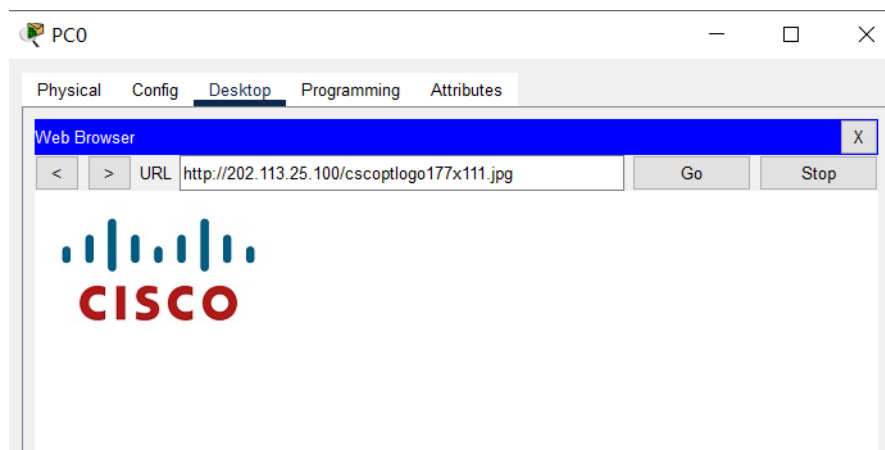 PC0
Physical Config Desktop Programming Attributes
Web Browser X
< > URL http://202.113.25.100/cscoptlogo177x111.jpg Go Stop
CISCO